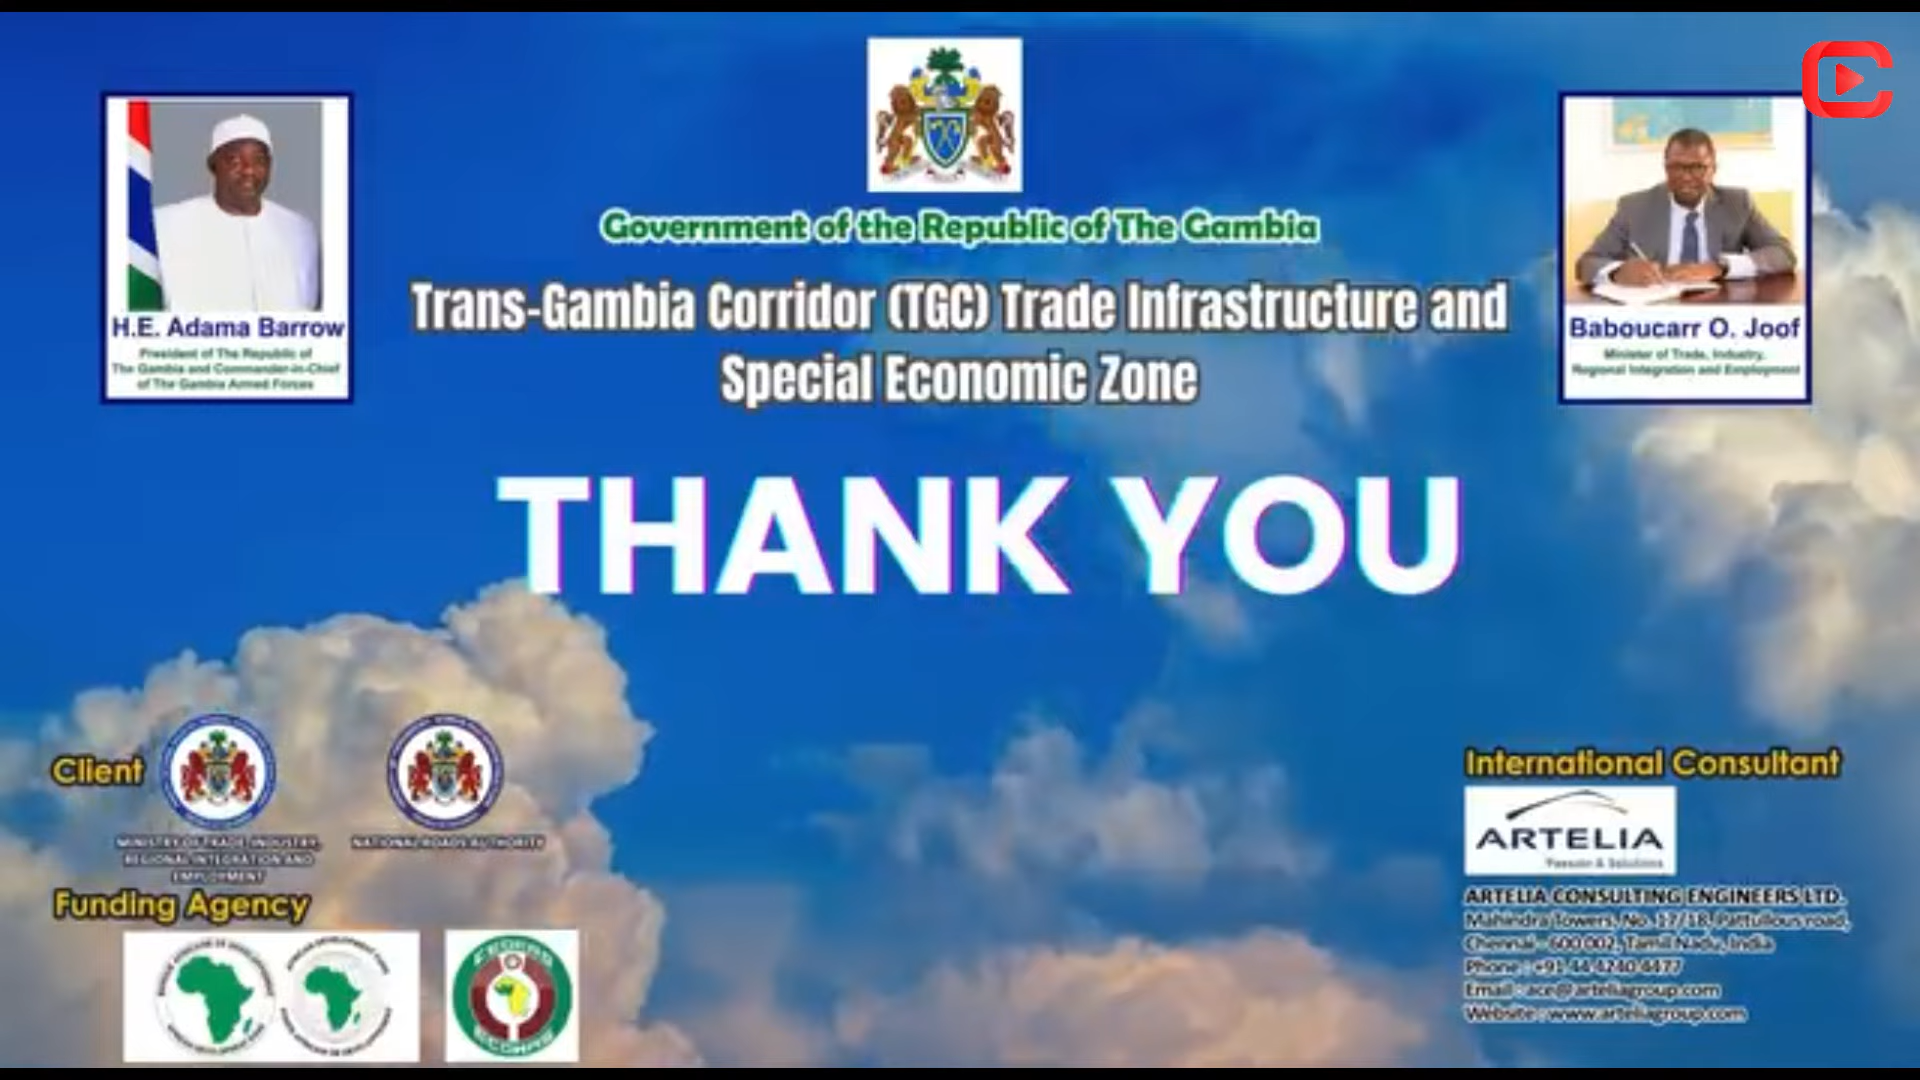 Government of the Republic of The Gambia
Trans-Gambia Corridor (TGC) Trade Infrastructure and
Special Economic Zone
H.E. Adama Barrow
President of The Republic of
The Gambia and Commander-in-Chief
of The Gambia Armed Forces
Baboucarr O. Joof
Minister of Trade, Industry,
Regional Integration and Employment
THANK YOU
Client
MINISTRY OF TRADE, INDUSTRY,
REGIONAL INTEGRATION AND
EMPLOYMENT
NATIONAL ROADS AUTHORITY
Funding Agency
International Consultant
ARTELIA
Passion & Solutions
ARTELIA CONSULTING ENGINEERS LTD.
Mahindra Towers, No. 17/18, Pattullous road,
Chennai - 600 002, Tamil Nadu, India
Phone : +91 44 4240 4477
Email : ace@arteliagroup.com
Website : www.arteliagroup.com